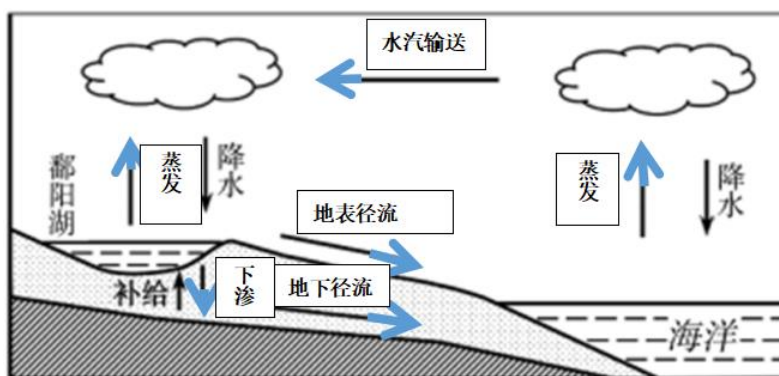 水汽输送
蒸发
降水
鄱阳湖
蒸发
降水
地表径流
下渗
地下径流
补给
海洋